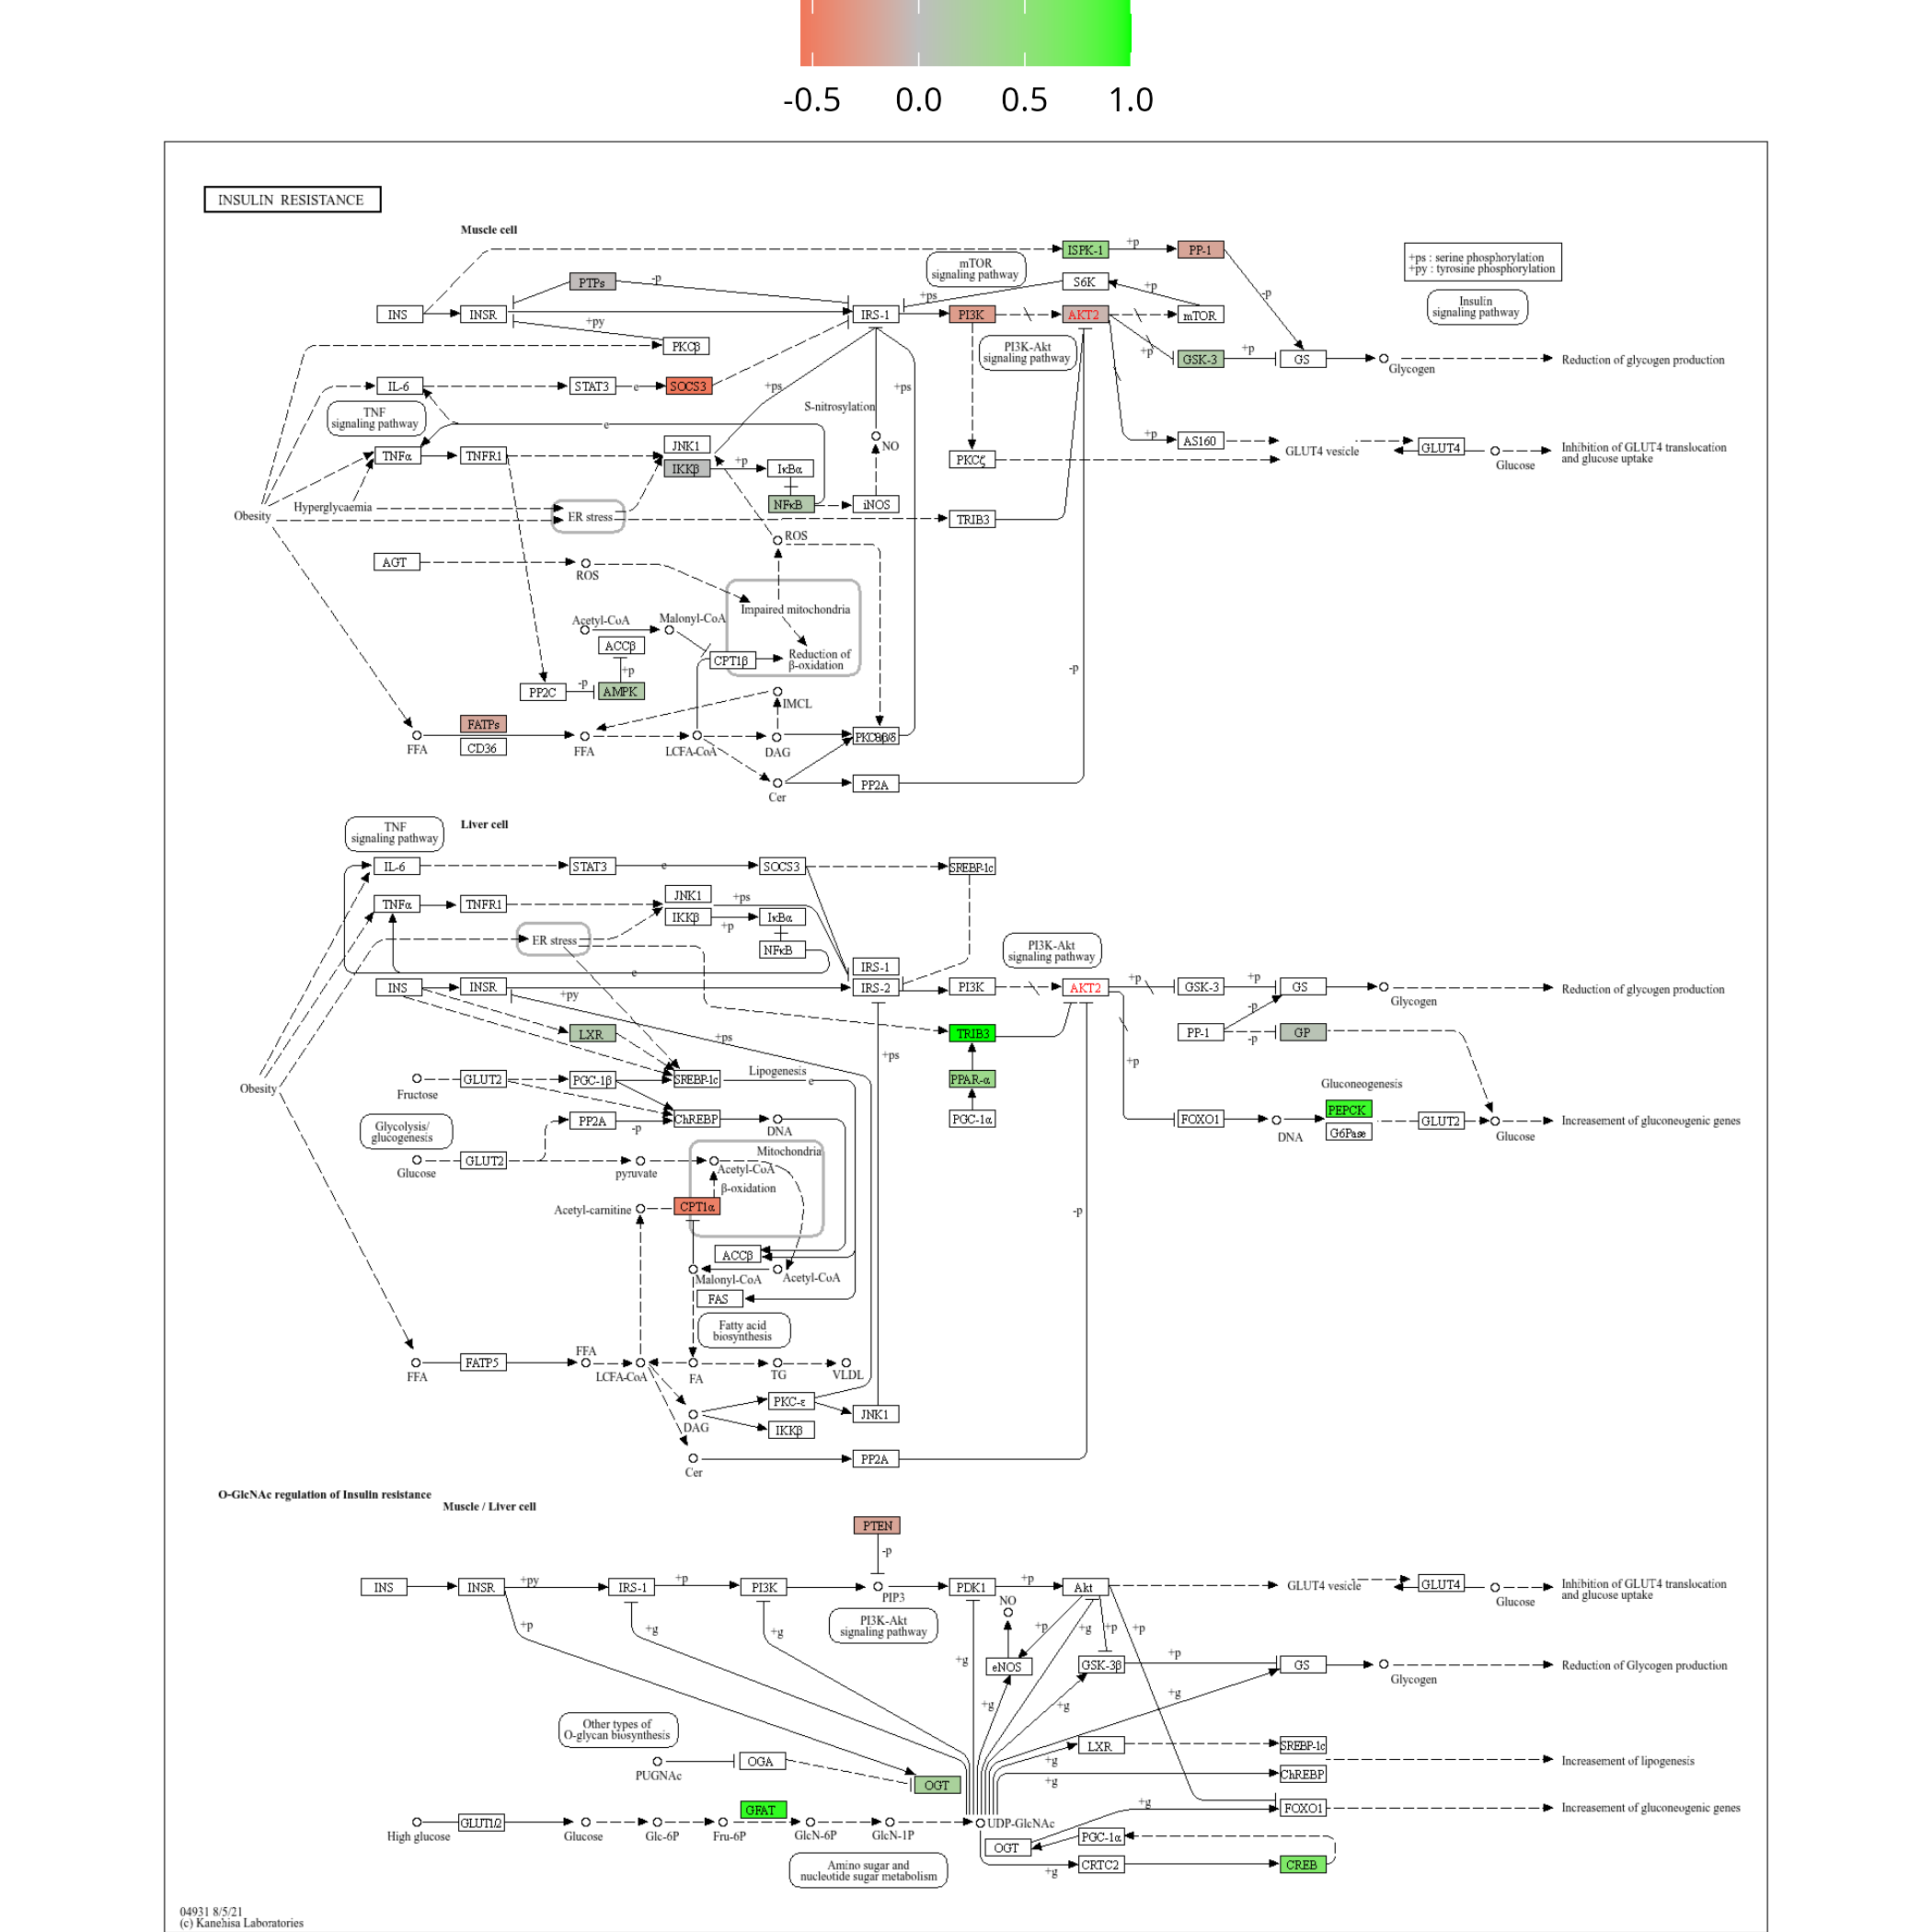 -0.5 0.0 0.5 1.0
INSULIN RESISTANCE
Muscle cell
ISPK-1
+p
PP-1
+ps : serine phosphorylation
+py : tyrosine phosphorylation
mTOR
signaling pathway
PTPs
-p
S6K
+p
-p
Insulin
signaling pathway
INS
INSR
+py
IRS-1
+ps
PI3K
AKT2
mTOR
PKCβ
PI3K-Akt
signaling pathway
+p
GSK-3
+p
GS
Glycogen
Reduction of glycogen production
IL-6
STAT3
e
SOCS3
+ps
+ps
TNF
signaling pathway
S-nitrosylation
e
NO
+p
AS160
GLUT4 vesicle
GLUT4
Glucose
Inhibition of GLUT4 translocation
and glucose uptake
TNFα
TNFR1
JNK1
IKKβ
+p
IκBα
PKCζ
Hyperglycaemia
Obesity
ER stress
NFκB
iNOS
TRIB3
ROS
AGT
ROS
Impaired mitochondria
Acetyl-CoA
Malonyl-CoA
ACCβ
CPT1β
Reduction of
β-oxidation
+p
-p
PP2C
-p
AMPK
IMCL
FATPs
CD36
FFA
FFA
LCFA-CoA
DAG
Cer
PP2A
TNF
signaling pathway
Liver cell
IL-6
STAT3
e
SOCS3
SREBP-1c
TNFα
TNFR1
JNK1
+ps
IKKβ
+p
IκBα
ER stress
NFκB
PI3K-Akt
signaling pathway
e
IRS-1
INS
INSR
+py
IRS-2
PI3K
AKT2
+p
GSK-3
+p
GS
Glycogen
Reduction of glycogen production
LXR
+ps
+ps
TRIB3
PP-1
-p
-p
GP
+p
Lipogenesis
Obesity
Fructose
GLUT2
PGC-1β
SREBP-1c
e
PPAR-α
Gluconeogenesis
Glycolysis/
glucogenesis
PP2A
-p
ChREBP
DNA
PGC-1α
FOXO1
DNA
PEPCK
G6Pase
GLUT2
Glucose
Increasement of gluconeogenic genes
Glucose
GLUT2
pyruvate
Mitochondria
Acetyl-CoA
β-oxidation
Acetyl-carnitine
CPT1α
-p
ACCβ
Malonyl-CoA
Acetyl-CoA
FAS
Fatty acid
biosynthesis
FFA
FATP5
FFA
LCFA-CoA
FA
TG
VLDL
PKC-ε
DAG
JNK1
IKKβ
Cer
PP2A
O-GlcNAc regulation of Insulin resistance
Muscle / Liver cell
PTEN
-p
INS
INSR
+py
IRS-1
+p
PI3K
PIP3
PDK1
+p
Akt
GLUT4 vesicle
GLUT4
Glucose
Inhibition of GLUT4 translocation
and glucose uptake
NO
PI3K-Akt
signaling pathway
+p
+g
+g
+p
+g
+p
+p
+g
eNOS
GSK-3β
+p
GS
Glycogen
Reduction of Glycogen production
+g
+g
+g
Other types of
O-glycan biosynthesis
PUGNAc
OGA
OGT
LXR
+g
SREBP-1c
ChREBP
+g
Increasement of lipogenesis
GFAT
High glucose
GLUT1/2
Glucose
Glc-6P
Fru-6P
GlcN-6P
GlcN-1P
UDP-GlcNAc
+g
FOXO1
Increasement of gluconeogenic genes
OGT
PGC-1α
+g
CRTC2
CREB
Amino sugar and
nucleotide sugar metabolism
04931 8/5/21
(c) Kanehisa Laboratories